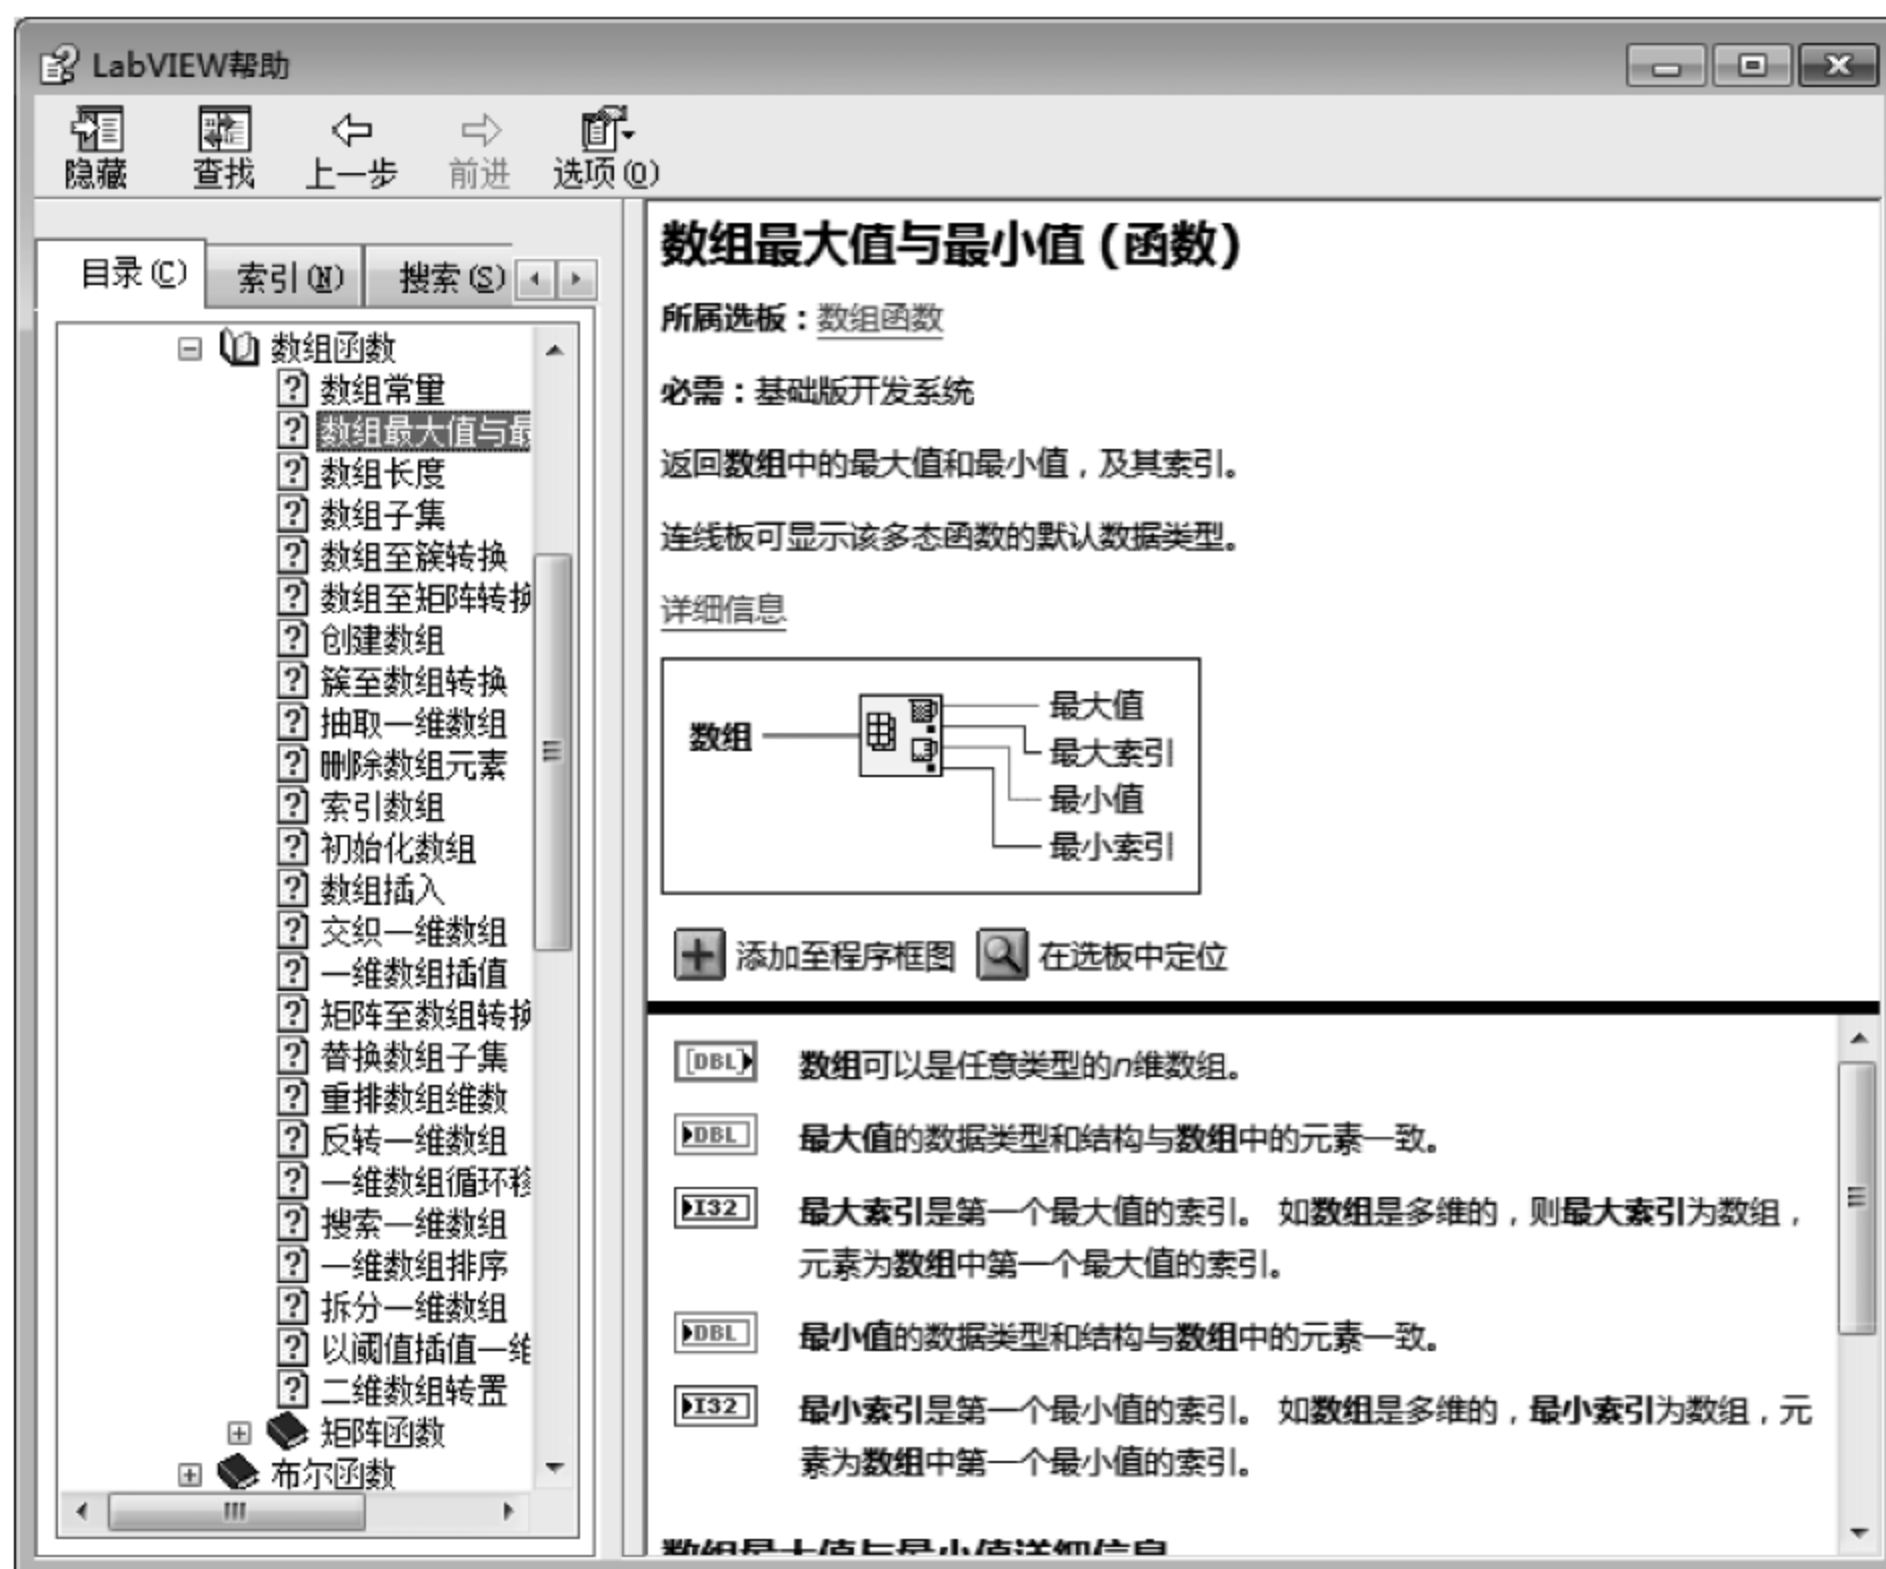 LabVIEW帮助
隐藏 查找 上一步 前进 选项(O)
目录(C) 索引(N) 搜索(S)
数组函数
数组常量
数组最大值与最
数组长度
数组子集
数组至簇转换
数组至矩阵转换
创建数组
簇至数组转换
抽取一维数组
删除数组元素
索引数组
初始化数组
数组插入
交织一维数组
一维数组插值
矩阵至数组转换
替换数组子集
重排数组维数
反转一维数组
一维数组循环移
搜索一维数组
一维数组排序
拆分一维数组
以阈值插值一维
二维数组转置
矩阵函数
布尔函数
数组最大值与最小值 (函数)
所属选板：数组函数
必需：基础版开发系统
返回数组中的最大值和最小值，及其索引。
连线板可显示该多态函数的默认数据类型。
详细信息
数组
最大值
最大索引
最小值
最小索引
添加至程序框图 在选板中定位
[DBL] 数组可以是任意类型的n维数组。
DBL 最大值的数据类型和结构与数组中的元素一致。
I32 最大索引是第一个最大值的索引。 如数组是多维的，则最大索引为数组，
元素为数组中第一个最大值的索引。
DBL 最小值的数据类型和结构与数组中的元素一致。
I32 最小索引是第一个最小值的索引。 如数组是多维的，最小索引为数组，元
素为数组中第一个最小值的索引。
数组最大值与最小值详细信息